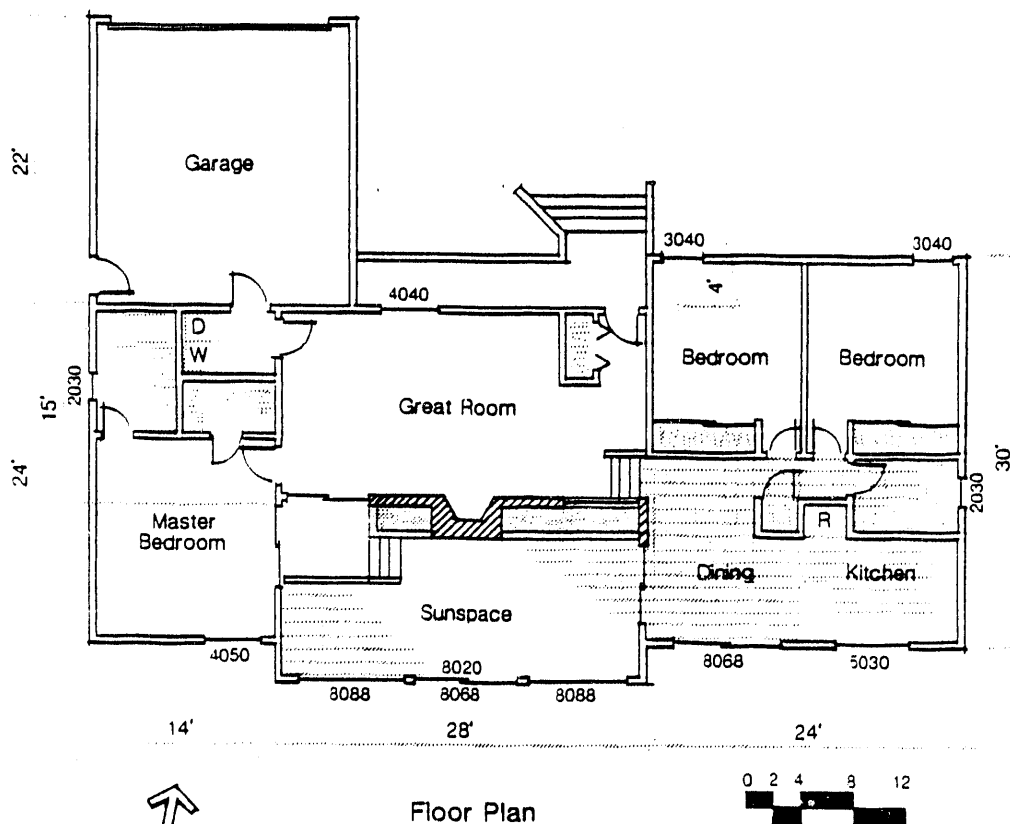 Garage
22'
3040
3040
4'
4040
D
W
Bedroom
Bedroom
2030
15'
Great Room
24'
30'
2030
Master
Bedroom
R
Dining
Kitchen
Sunspace
4050
8020
8088
8068
8088
8068
5030
14'
28'
24'
0 2 4 8 12
Floor Plan